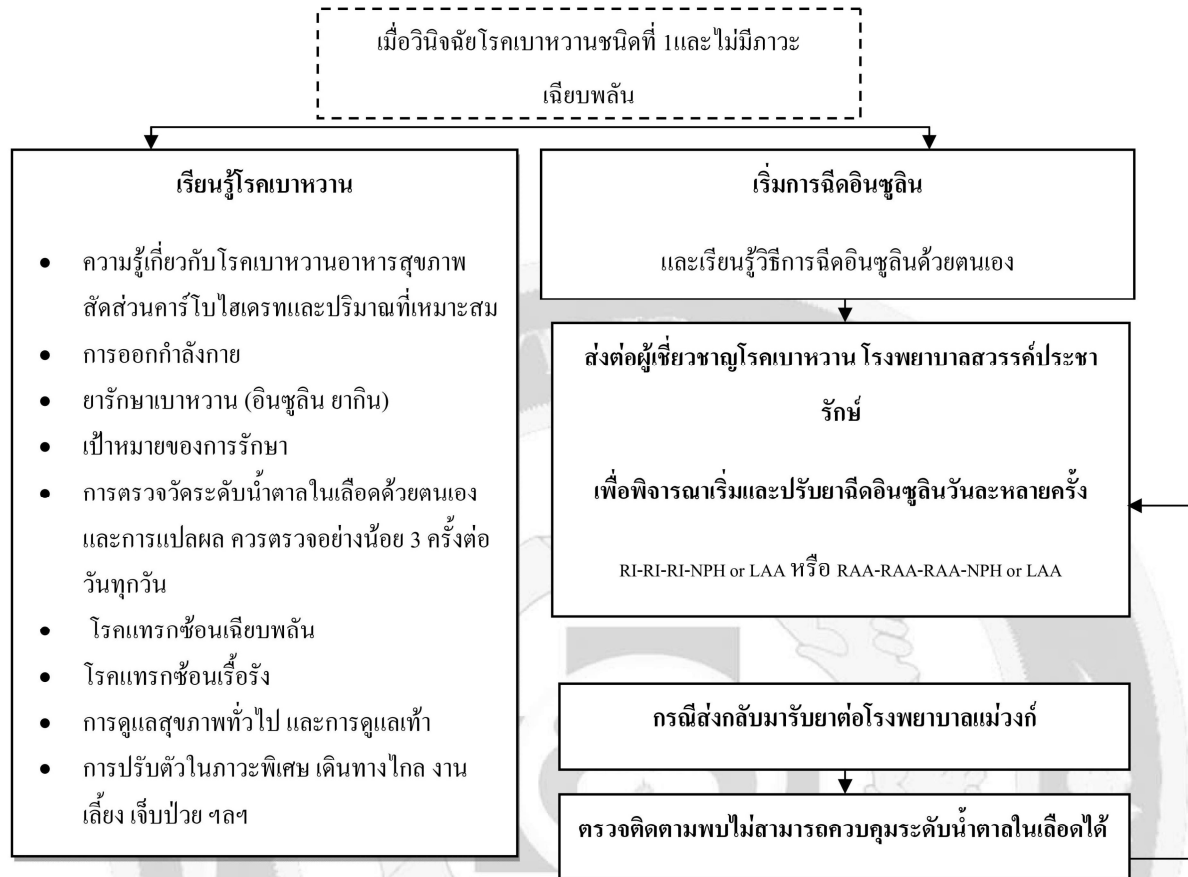 เมื่อวินิจฉัยโรคเบาหวานชนิดที่ 1และไม่มีภาวะ
เฉียบพลัน
เรียนรู้โรคเบาหวาน
• ความรู้เกี่ยวกับโรคเบาหวานอาหารสุขภาพ
สัดส่วนคาร์โบไฮเดรทและปริมาณที่เหมาะสม
• การออกกำลังกาย
• ยารักษาเบาหวาน (อินซูลิน ยากิน)
• เป้าหมายของการรักษา
• การตรวจวัดระดับน้ำตาลในเลือดด้วยตนเอง
และการแปลผล ควรตรวจอย่างน้อย 3 ครั้งต่อ
วันทุกวัน
• โรคแทรกซ้อนเฉียบพลัน
• โรคแทรกซ้อนเรื้อรัง
• การดูแลสุขภาพทั่วไป และการดูแลเท้า
• การปรับตัวในภาวะพิเศษ เดินทางไกล งาน
เลี้ยง เจ็บป่วย ฯลฯ
เริ่มการฉีดอินซูลิน
และเรียนรู้วิธีการฉีดอินซูลินด้วยตนเอง
ส่งต่อผู้เชี่ยวชาญโรคเบาหวาน โรงพยาบาลสวรรค์ประชา
รักษ์
เพื่อพิจารณาเริ่มและปรับยาฉีดอินซูลินวันละหลายครั้ง
RI-RI-RI-NPH or LAA หรือ RAA-RAA-RAA-NPH or LAA
กรณีส่งกลับมารับยาต่อโรงพยาบาลแม่วงก์
ตรวจติดตามพบไม่สามารถควบคุมระดับน้ำตาลในเลือดได้